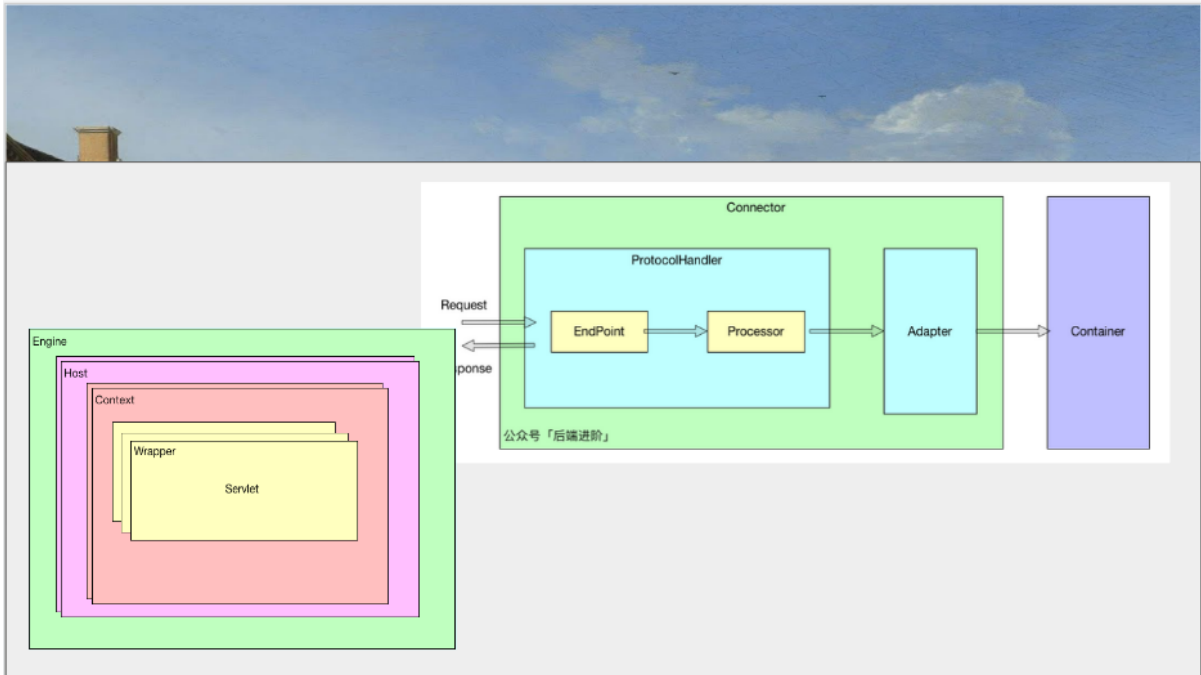 Connector
ProtocolHandler
Request
EndPoint
Processor
Adapter
Container
sponse
公众号「后端进阶」
Engine
Host
Context
Wrapper
Servlet